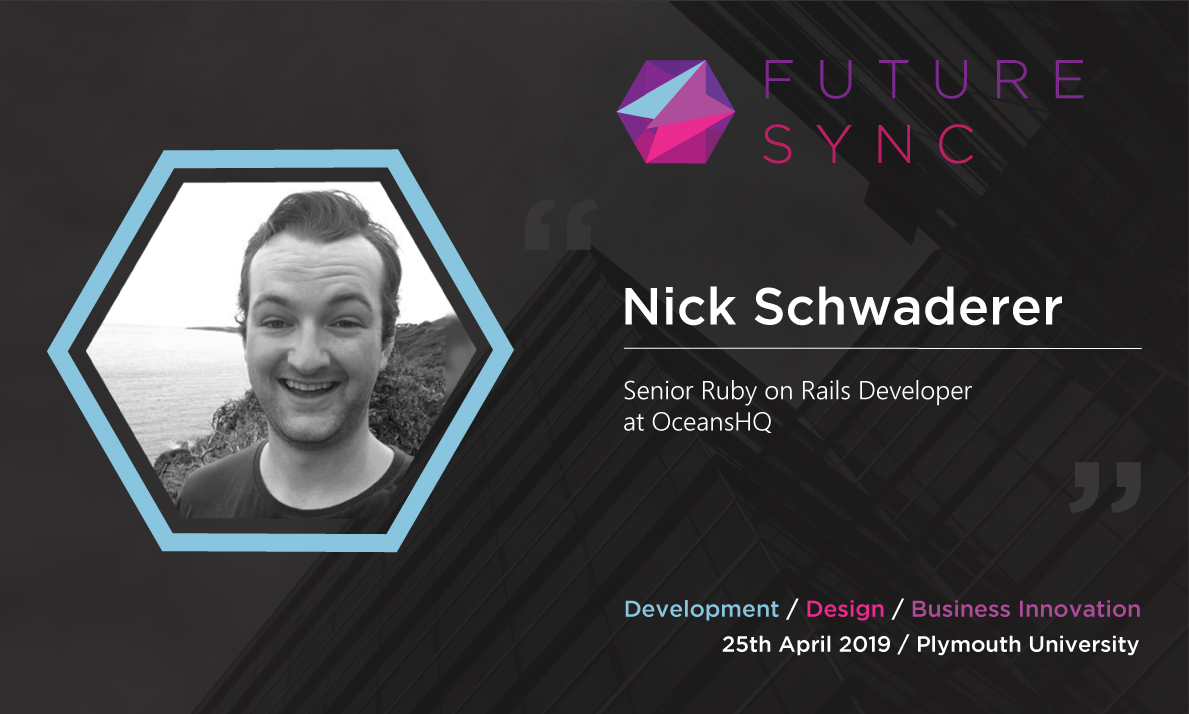 FUTURE
SYNC
“
Nick Schwaderer
Senior Ruby on Rails Developer
at OceansHQ
”
Development / Design / Business Innovation
25th April 2019 / Plymouth University